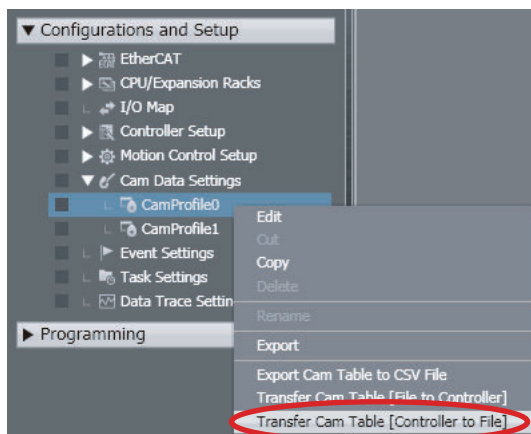 Configurations and Setup
EtherCAT
CPU/Expansion Racks
I/O Map
Controller Setup
Motion Control Setup
Cam Data Settings
CamProfile0
CamProfile1
Event Settings
Task Settings
Data Trace Settin
Programming
Edit
Cut
Copy
Delete
Rename
Export
Export Cam Table to CSV File
Transfer Cam Table [File to Controller]
Transfer Cam Table [Controller to File]